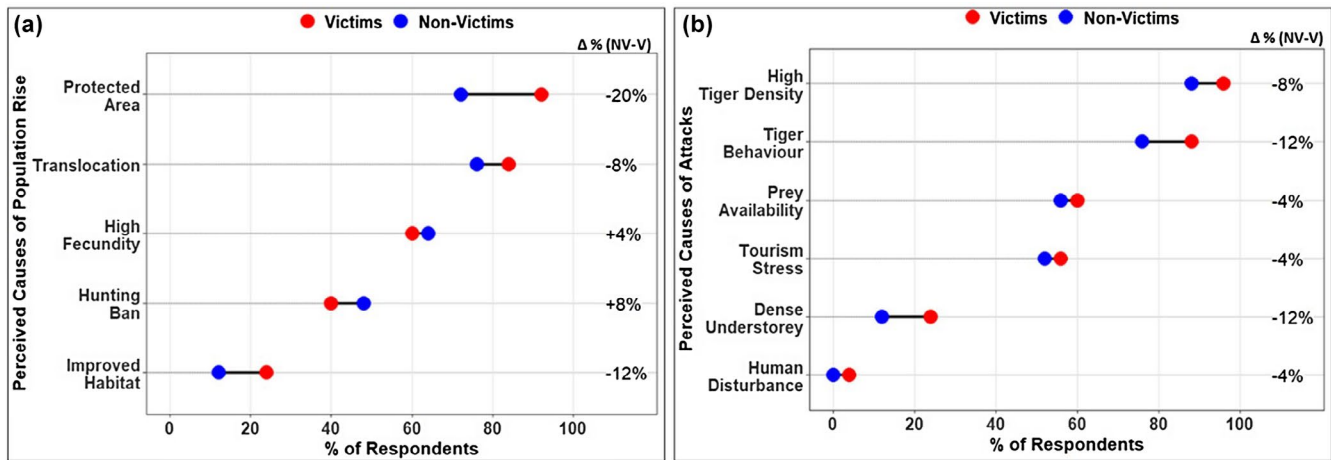 (a)
Victims Non-Victims
Δ % (NV-V)
Perceived Causes of Population Rise
Protected
Area
-20%
Translocation
-8%
High
Fecundity
+4%
Hunting
Ban
+8%
Improved
Habitat
-12%
0 20 40 60 80 100
% of Respondents
(b)
Victims Non-Victims
Δ % (NV-V)
Perceived Causes of Attacks
High
Tiger Density
-8%
Tiger
Behaviour
-12%
Prey
Availability
-4%
Tourism
Stress
-4%
Dense
Understorey
-12%
Human
Disturbance
-4%
0 20 40 60 80 100
% of Respondents